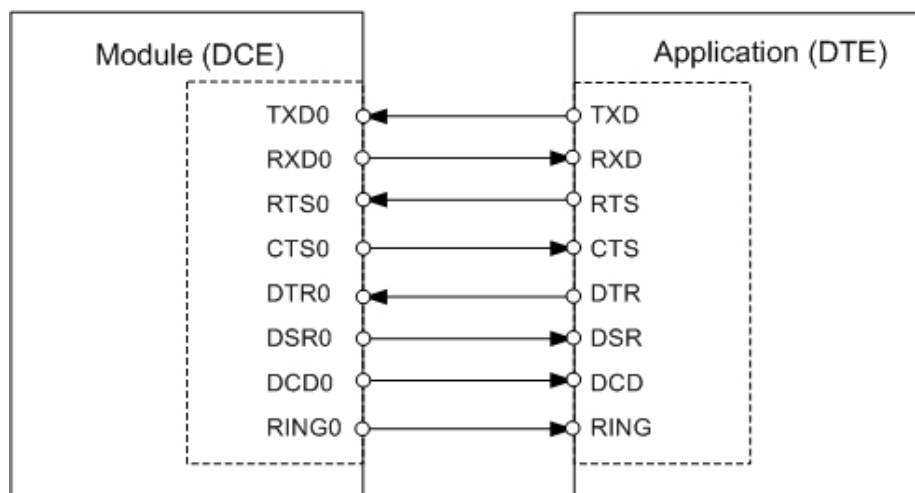 Module (DCE)
Application (DTE)
TXD0
TXD
RXD0
RXD
RTS0
RTS
CTS0
CTS
DTR0
DTR
DSR0
DSR
DCD0
DCD
RING0
RING